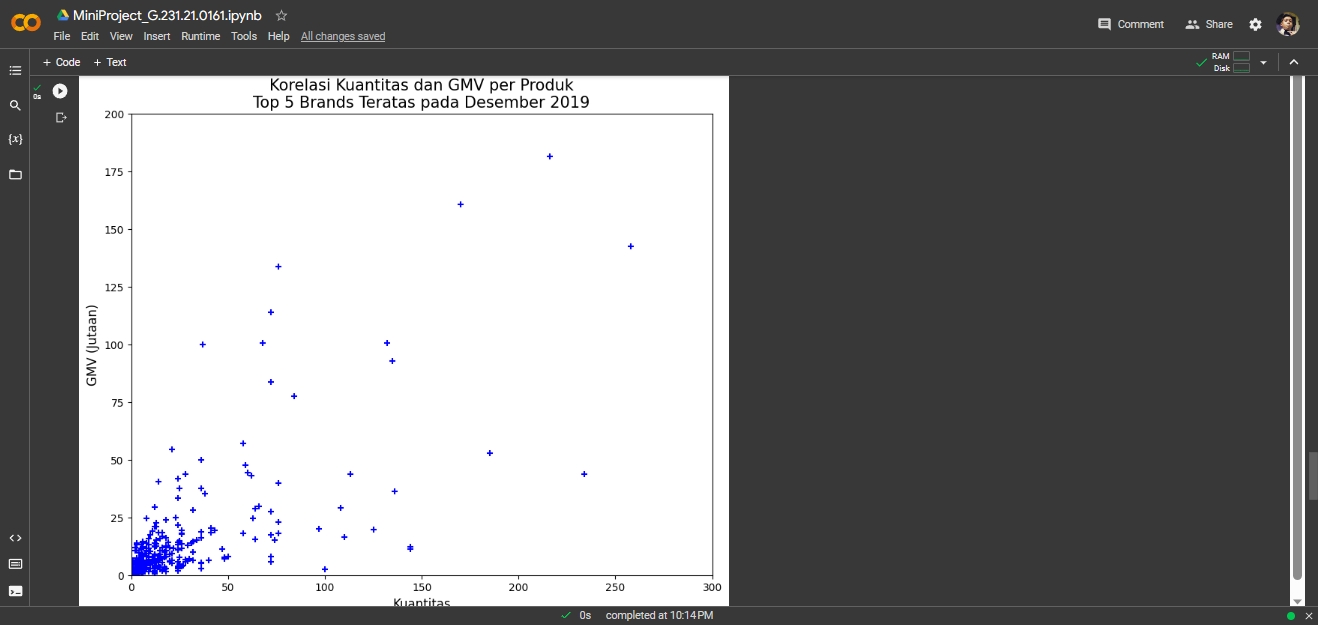 MiniProject_G.231.21.0161.ipynb
Comment
Share
File Edit View Insert Runtime Tools Help All changes saved
+ Code + Text
RAM
Disk
0s
Korelasi Kuantitas dan GMV per Produk
Top 5 Brands Teratas pada Desember 2019
200
175
150
125
100
75
50
25
0
GMV (Jutaan)
0 50 100 150 200 250 300
Kuantitas
{x}
0s completed at 10:14 PM